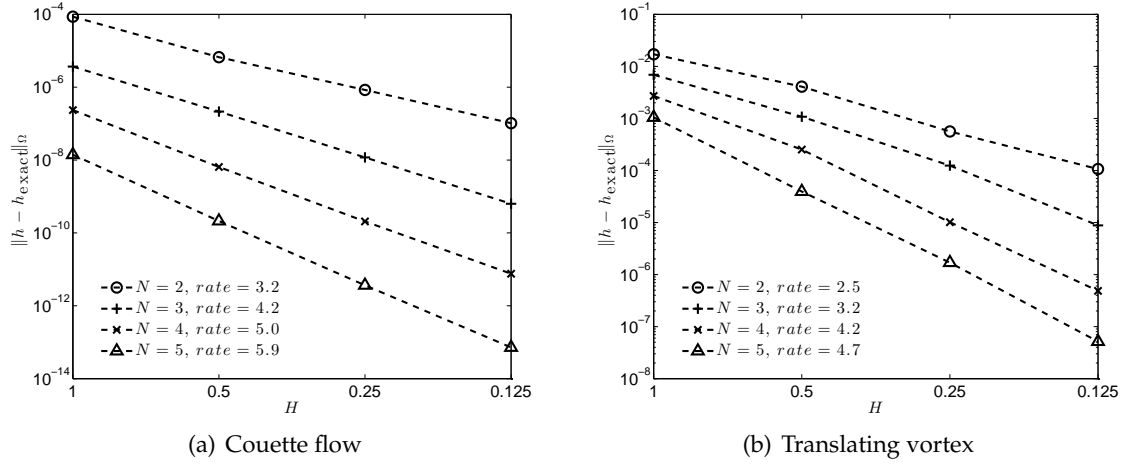 10⁻⁴
10⁻⁶
10⁻⁸
10⁻¹⁰
10⁻¹²
10⁻¹⁴
‖h − h_exact‖_Ω
N = 2, rate = 3.2
N = 3, rate = 4.2
N = 4, rate = 5.0
N = 5, rate = 5.9
1 0.5 0.25 0.125
H
(a) Couette flow
10⁻¹
10⁻²
10⁻³
10⁻⁴
10⁻⁵
10⁻⁶
10⁻⁷
10⁻⁸
‖h − h_exact‖_Ω
N = 2, rate = 2.5
N = 3, rate = 3.2
N = 4, rate = 4.2
N = 5, rate = 4.7
1 0.5 0.25 0.125
H
(b) Translating vortex